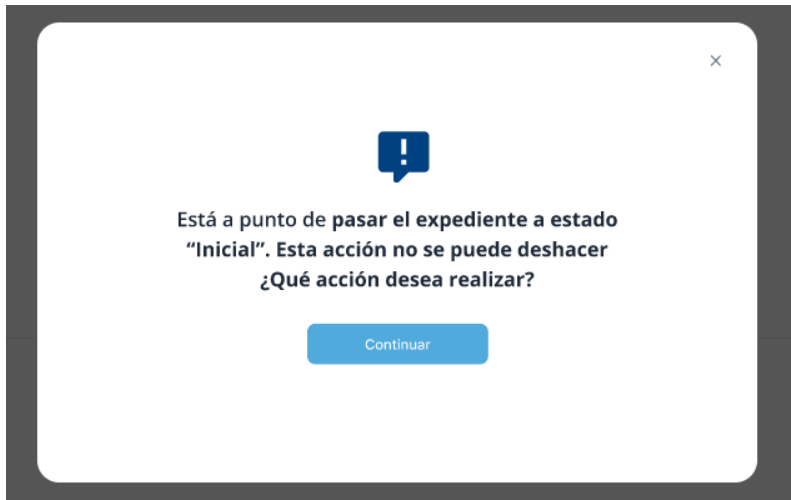 Está a punto de pasar el expediente a estado
“Inicial”. Esta acción no se puede deshacer
¿Qué acción desea realizar?
Continuar